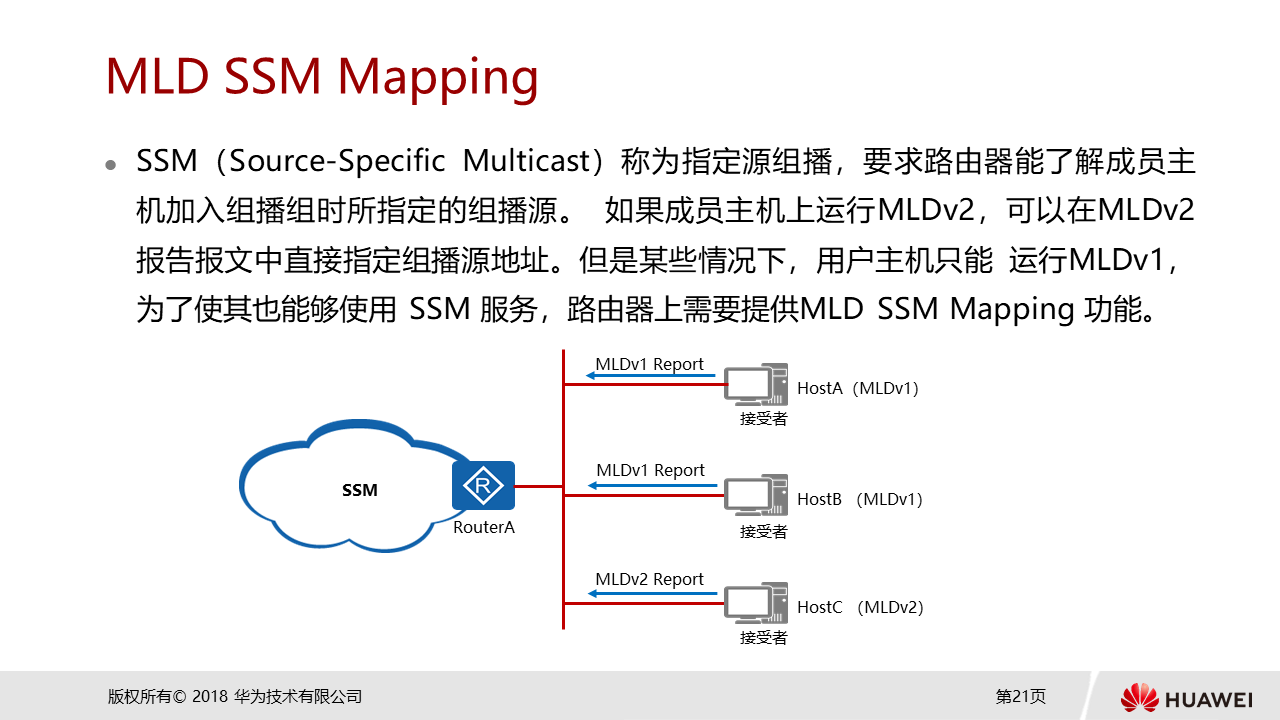 MLD SSM Mapping
SSM（Source-Specific Multicast）称为指定源组播，要求路由器能了解成员主
机加入组播组时所指定的组播源。 如果成员主机上运行MLDv2，可以在MLDv2
报告报文中直接指定组播源地址。但是某些情况下，用户主机只能 运行MLDv1，
为了使其也能够使用 SSM 服务，路由器上需要提供MLD SSM Mapping 功能。
MLDv1 Report
HostA（MLDv1）
接受者
MLDv1 Report
HostB （MLDv1）
接受者
SSM
R
RouterA
MLDv2 Report
HostC （MLDv2）
接受者
版权所有© 2018 华为技术有限公司
第21页
HUAWEI